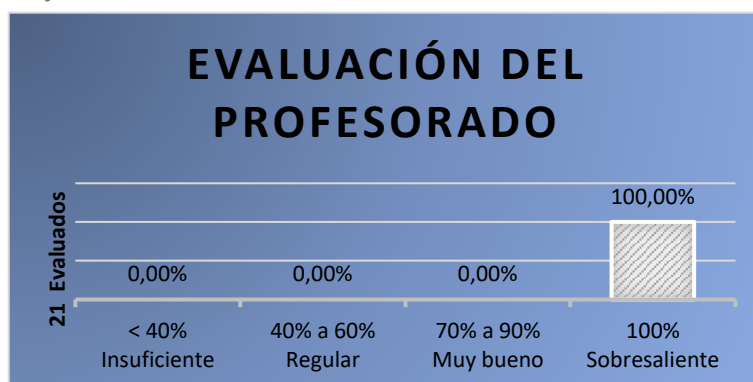 EVALUACIÓN DEL
PROFESORADO
21 Evaluados
0,00%
0,00%
0,00%
100,00%
< 40%
Insuficiente
40% a 60%
Regular
70% a 90%
Muy bueno
100%
Sobresaliente